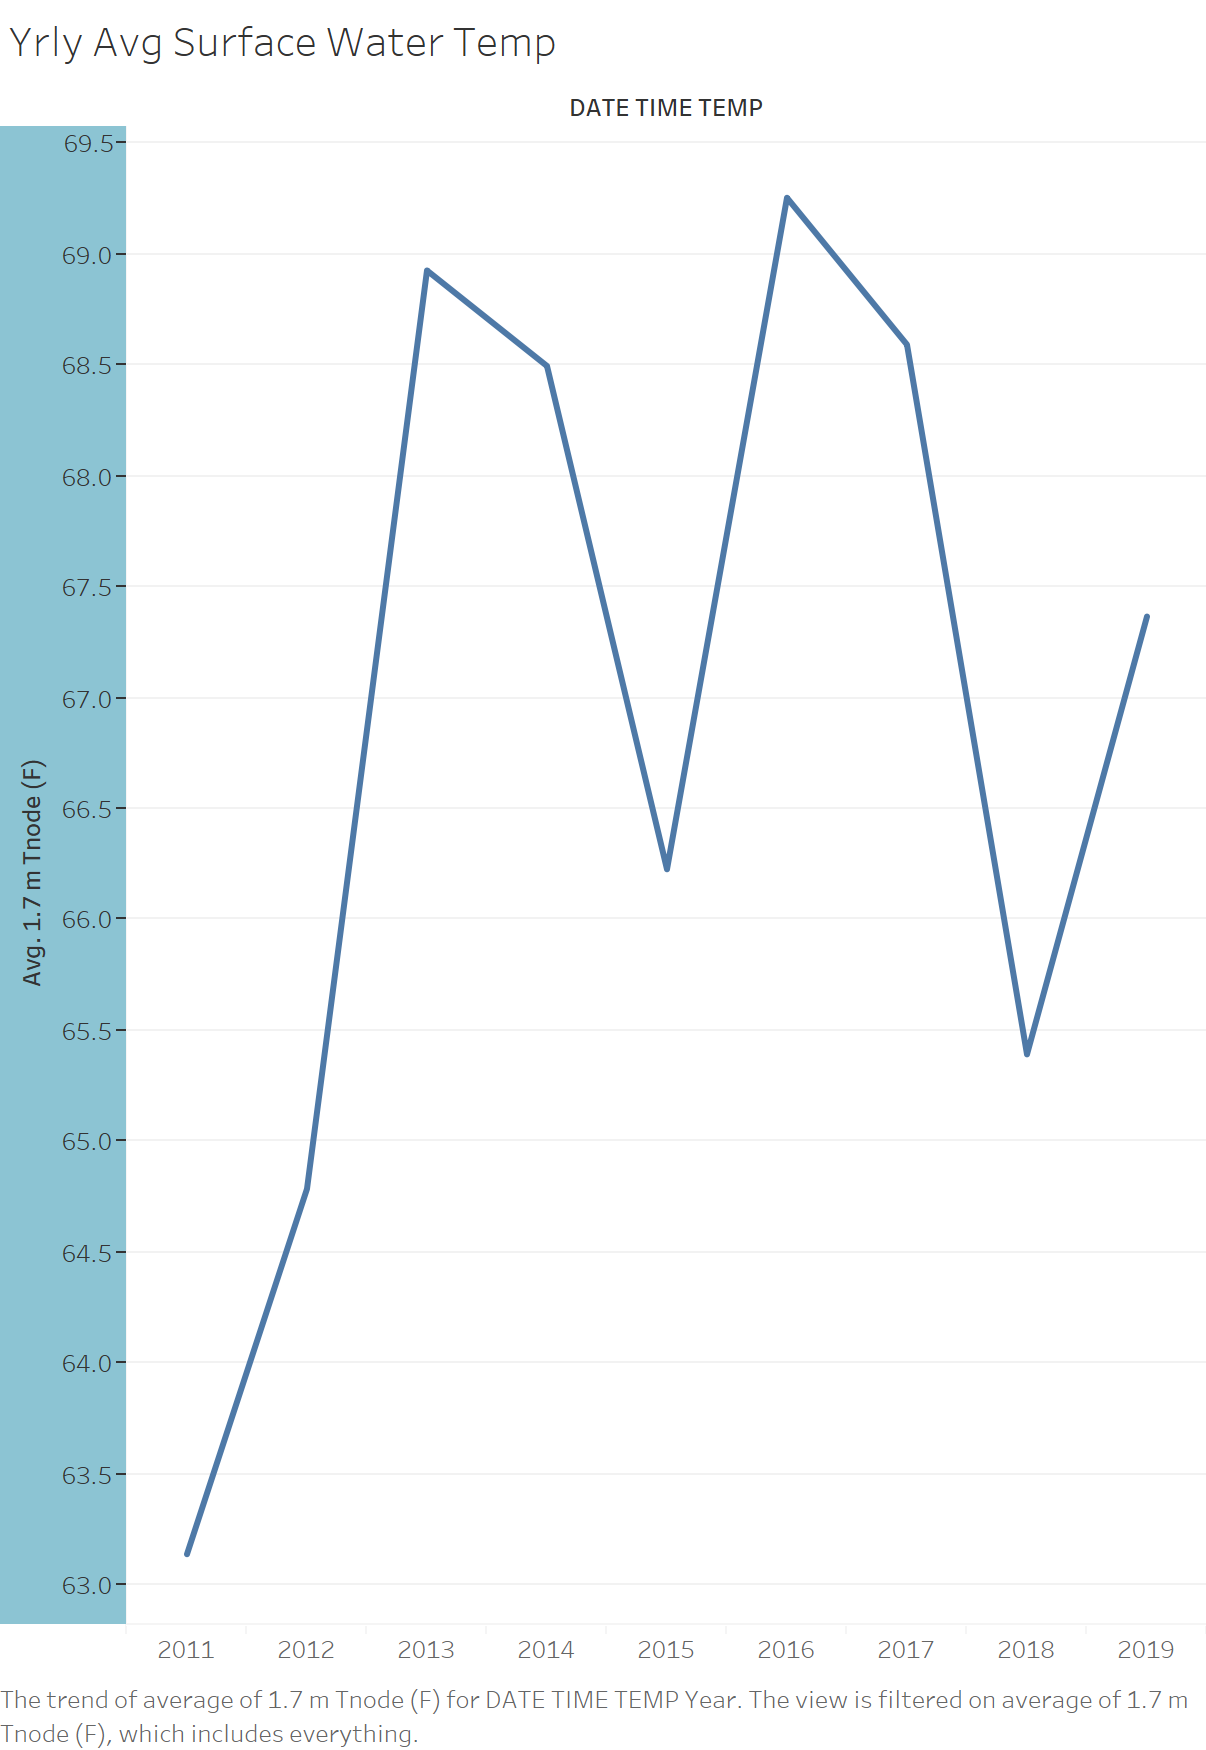 Yrly Avg Surface Water Temp
DATE TIME TEMP
69.5
69.0
68.5
68.0
67.5
67.0
66.5
66.0
65.5
65.0
64.5
64.0
63.5
63.0
Avg. 1.7 m Tnode (F)
2011 2012 2013 2014 2015 2016 2017 2018 2019
The trend of average of 1.7 m Tnode (F) for DATE TIME TEMP Year. The view is filtered on average of 1.7 m
Tnode (F), which includes everything.